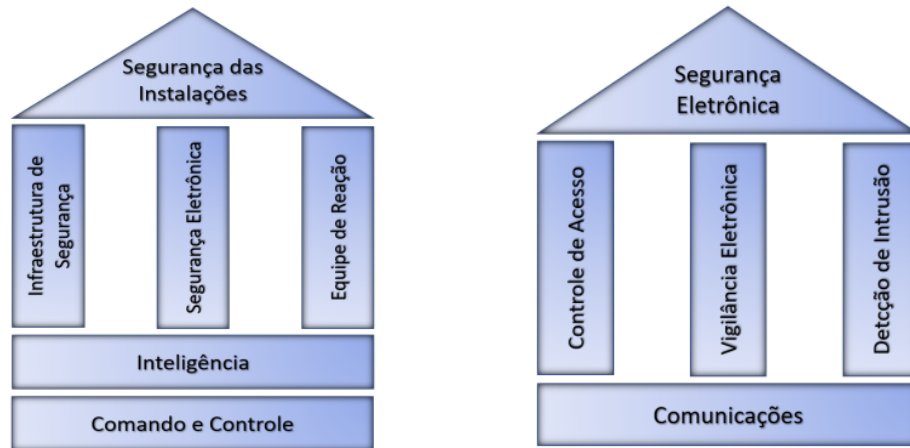 Segurança das
Instalações
Infraestrutura de
Segurança
Segurança Eletrônica
Equipe de Reação
Inteligência
Comando e Controle
Segurança
Eletrônica
Controle de Acesso
Vigilância Eletrônica
Detcção de Intrusão
Comunicações